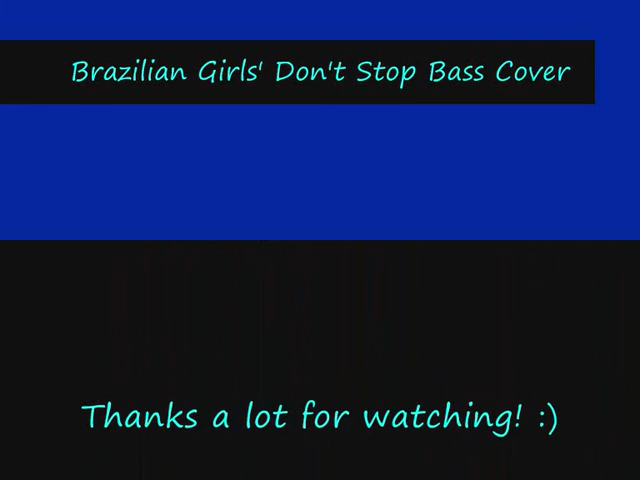 Brazilian Girls' Don't Stop Bass Cover
Thanks a lot for watching! :)